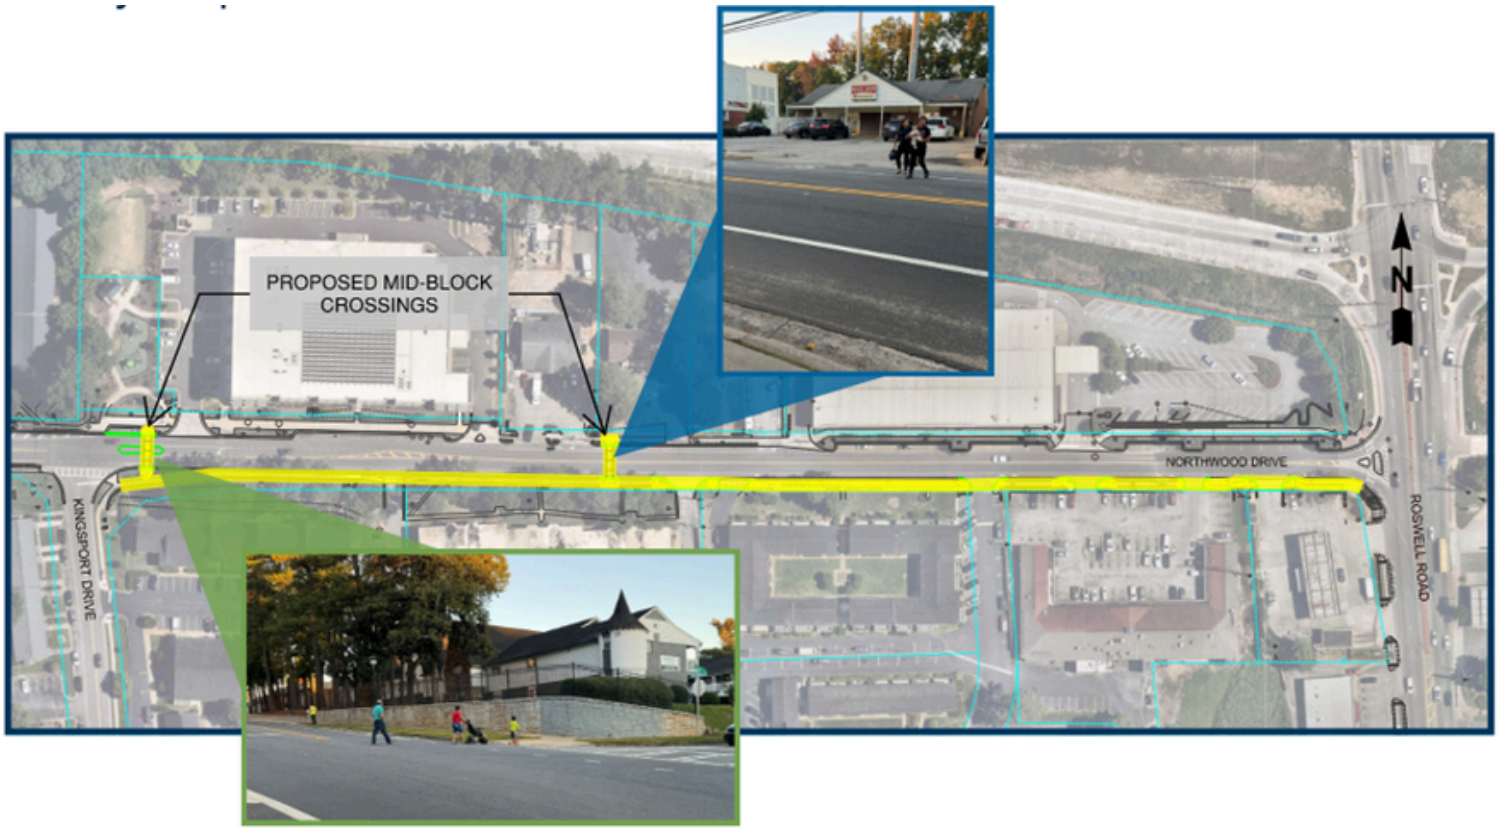 PROPOSED MID-BLOCK
CROSSINGS
N
NORTHWOOD DRIVE
KINGSPORT DRIVE
ROSWELL ROAD